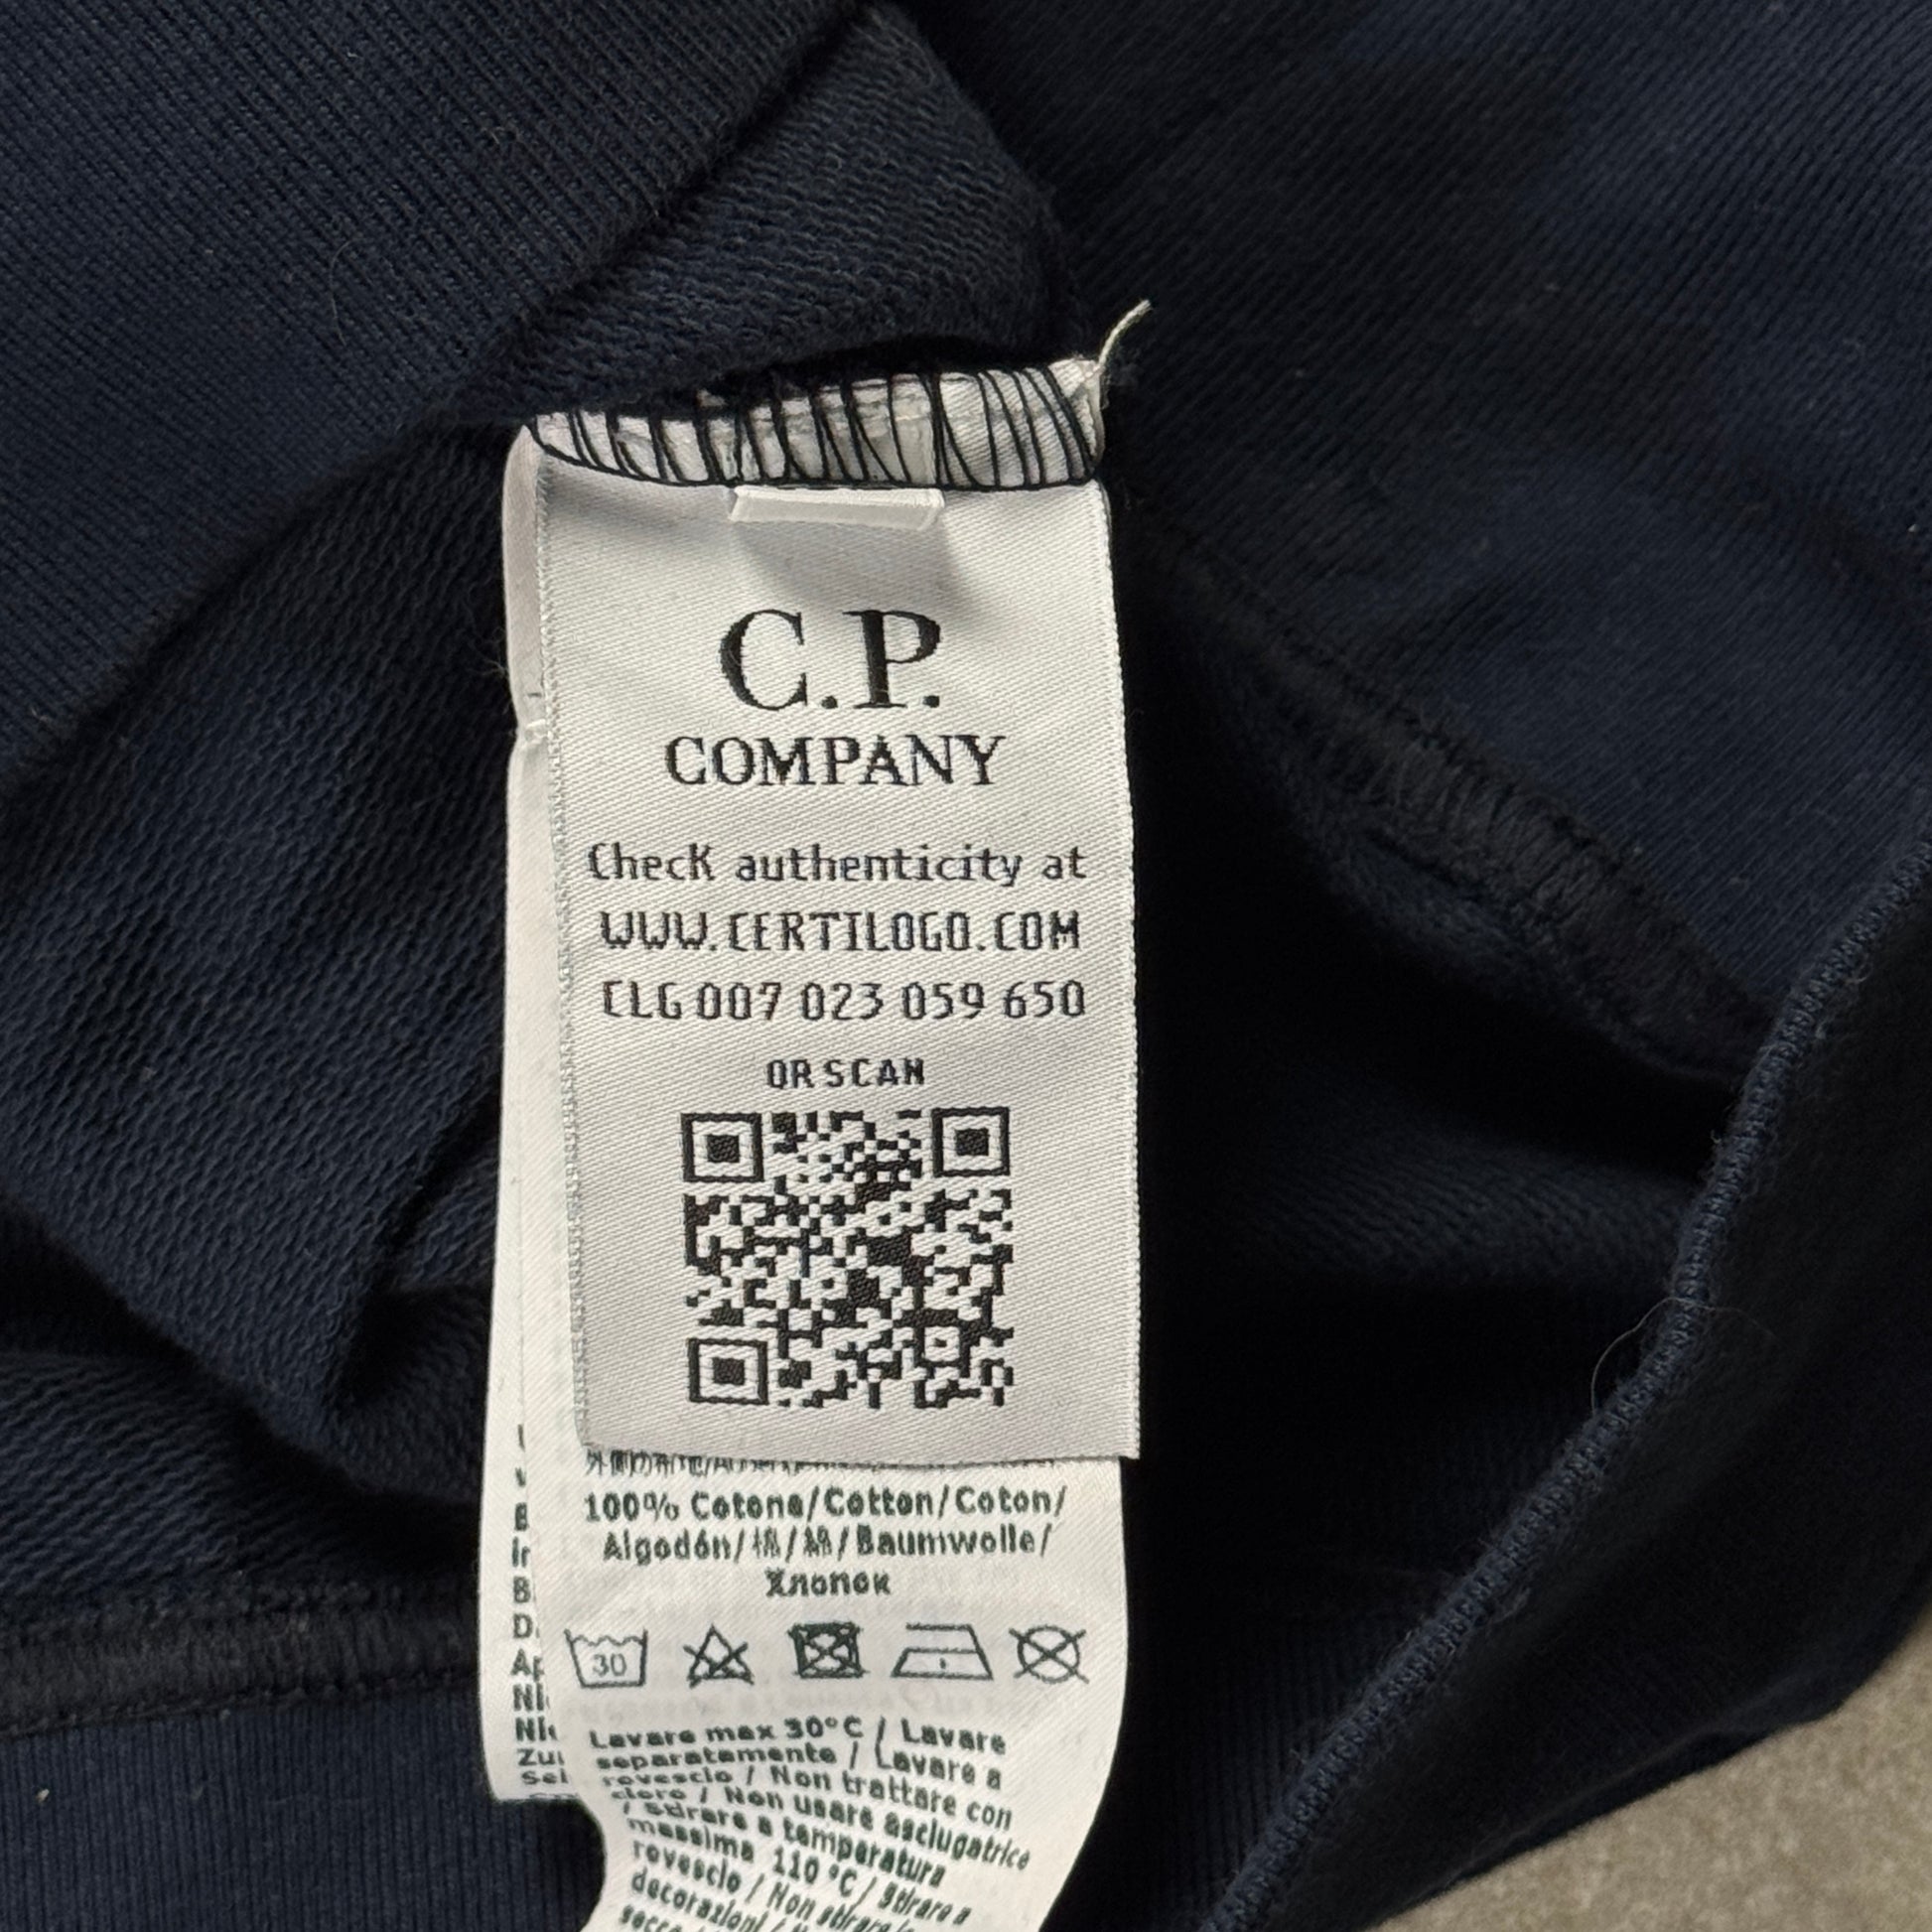 C.P.
COMPANY
Check authenticity at
WWW.CERTILOGO.COM
CLG 007 023 059 650
OR SCAN
100% Cotone/Cotton/Coton/
Algodón/棉/綿/Baumwolle/
Хлопок
30
Lavare max 30°C / Lavare
separatamente / Lavare a
rovescio / Non trattare con
cloro / Non usare asciugatrice
/ Stirare a temperatura
massima 110 °C / Stirare a
rovescio / Non stirare
decorazioni /